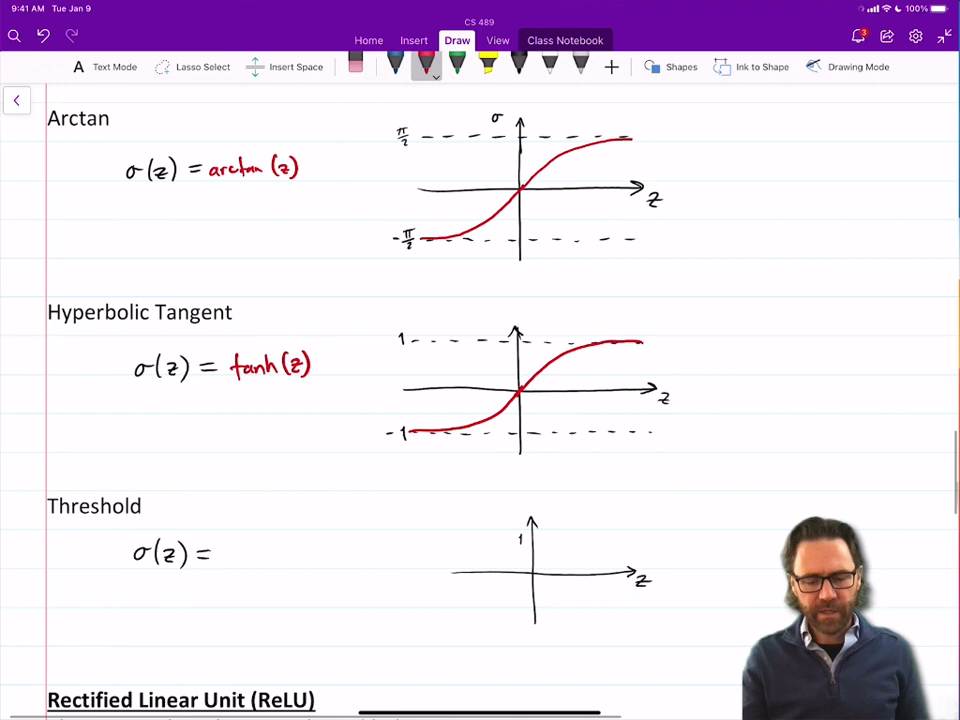 9:41 AM Tue Jan 9
100%
CS 489
Home Insert Draw View Class Notebook
3
A Text Mode Lasso Select Insert Space Shapes Ink to Shape Drawing Mode
Arctan
σ(z) = arctan (z)
σ
π/2
z
-π/2
Hyperbolic Tangent
σ(z) = tanh(z)
1
z
-1
Threshold
σ(z) =
1
z
Rectified Linear Unit (ReLU)